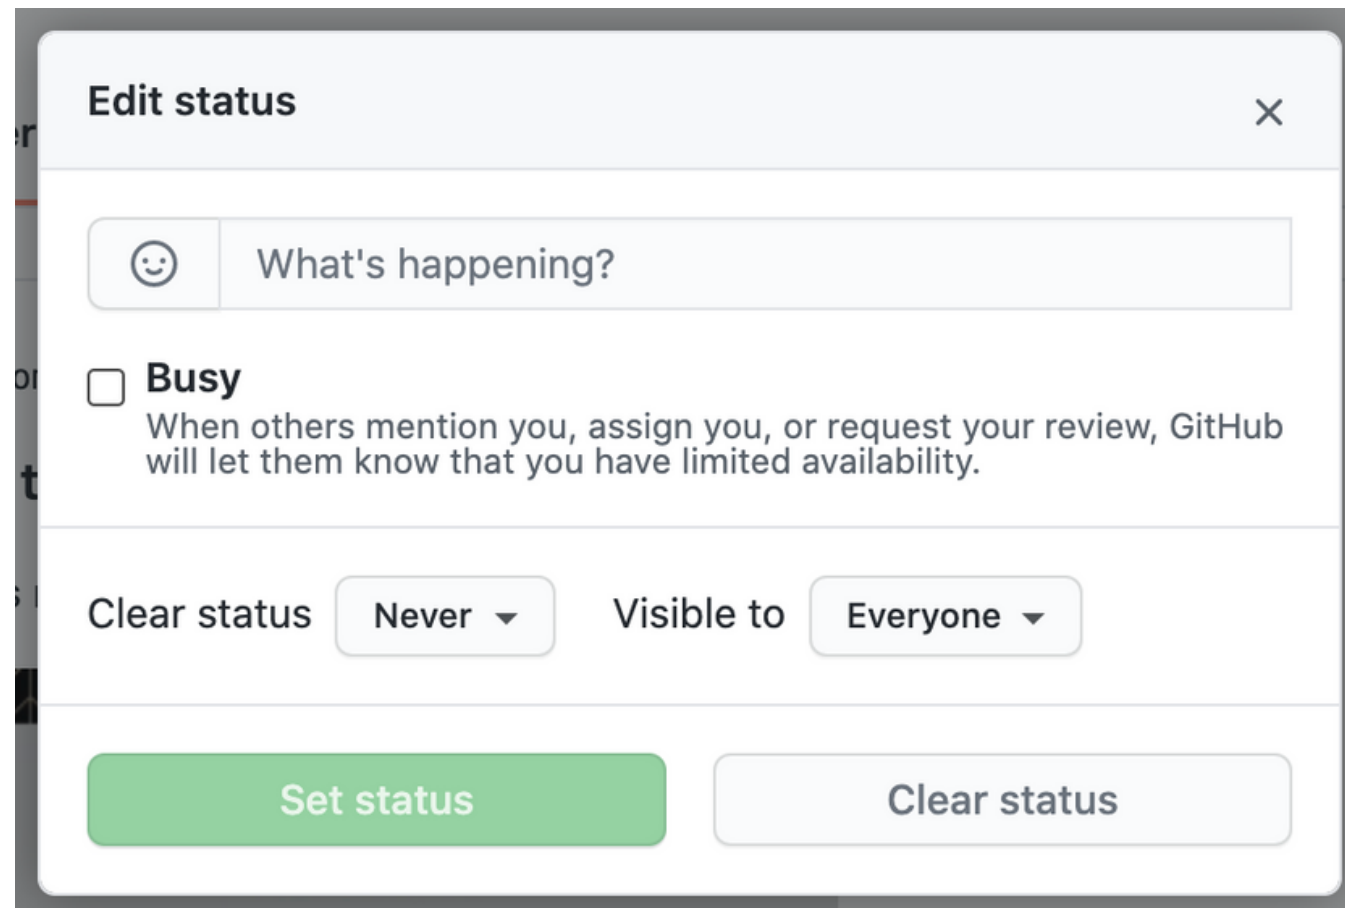 Edit status
What's happening?
Busy
When others mention you, assign you, or request your review, GitHub
will let them know that you have limited availability.
Clear status Never Visible to Everyone
Set status Clear status